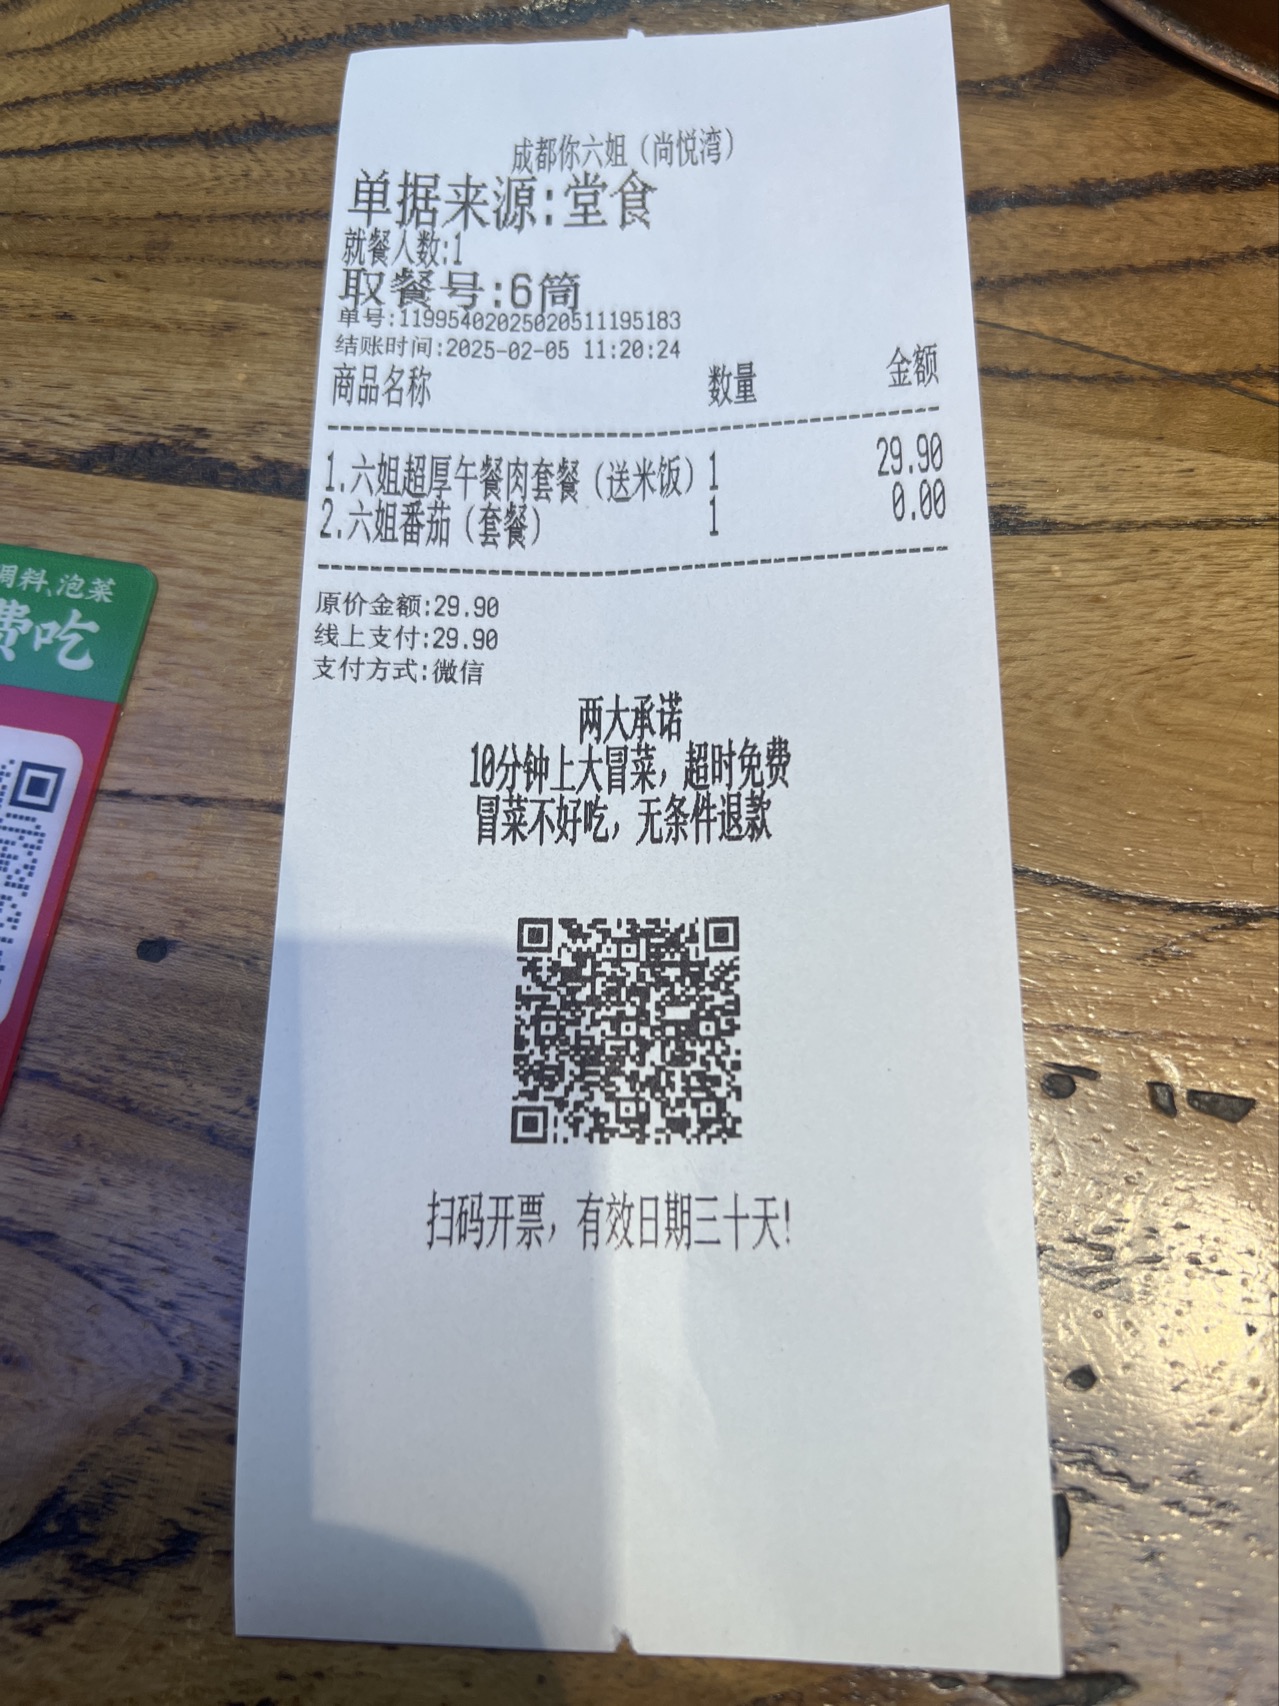 成都你六姐（尚悦湾）
单据来源:堂食
就餐人数:1
取餐号:6筒
单号:11995402025020511195183
结账时间:2025-02-05 11:20:24
商品名称 数量 金额
1.六姐超厚午餐肉套餐（送米饭） 1 29.90
2.六姐番茄（套餐） 1 0.00
原价金额:29.90
线上支付:29.90
支付方式:微信
两大承诺
10分钟上大冒菜，超时免费
冒菜不好吃，无条件退款
扫码开票，有效日期三十天!
调料、泡菜
费吃